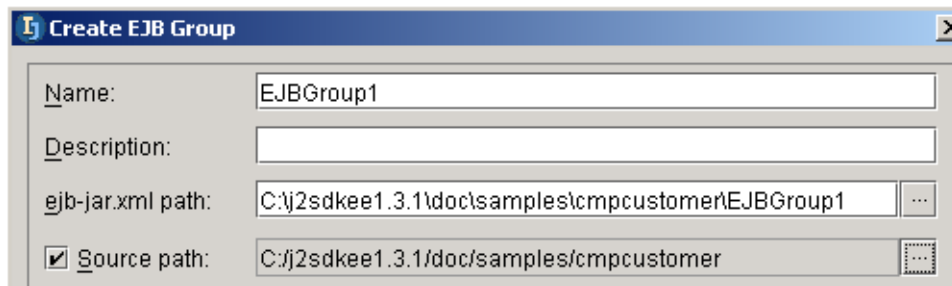 Create EJB Group
Name: EJBGroup1
Description:
ejb-jar.xml path: C:\j2sdkee1.3.1\doc\samples\cmpcustomer\EJBGroup1 ...
Source path: C:/j2sdkee1.3.1/doc/samples/cmpcustomer ...